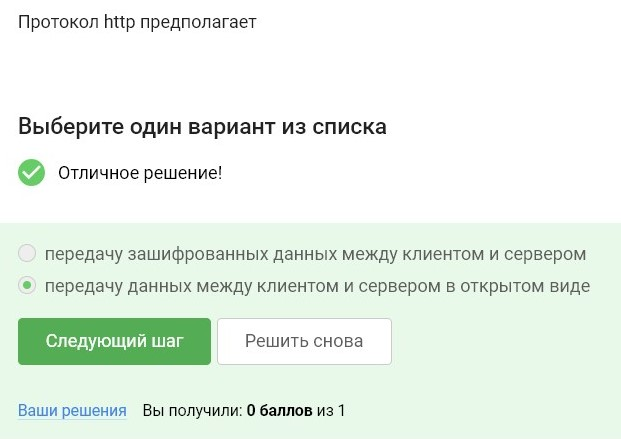 Протокол http предполагает
Выберите один вариант из списка
Отличное решение!
передачу зашифрованных данных между клиентом и сервером
передачу данных между клиентом и сервером в открытом виде
Следующий шаг Решить снова
Ваши решения Вы получили: 0 баллов из 1